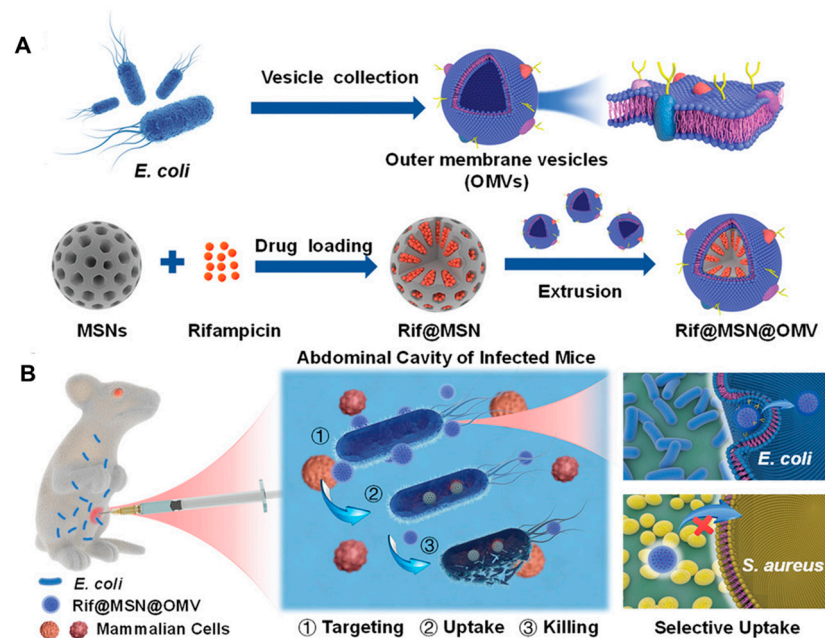 A
Vesicle collection
E. coli
Outer membrane vesicles
(OMVs)
Drug loading
Extrusion
MSNs
Rifampicin
Rif@MSN
Rif@MSN@OMV
B
Abdominal Cavity of Infected Mice
①
②
③
E. coli
S. aureus
E. coli
Rif@MSN@OMV
Mammalian Cells
① Targeting ② Uptake ③ Killing
Selective Uptake